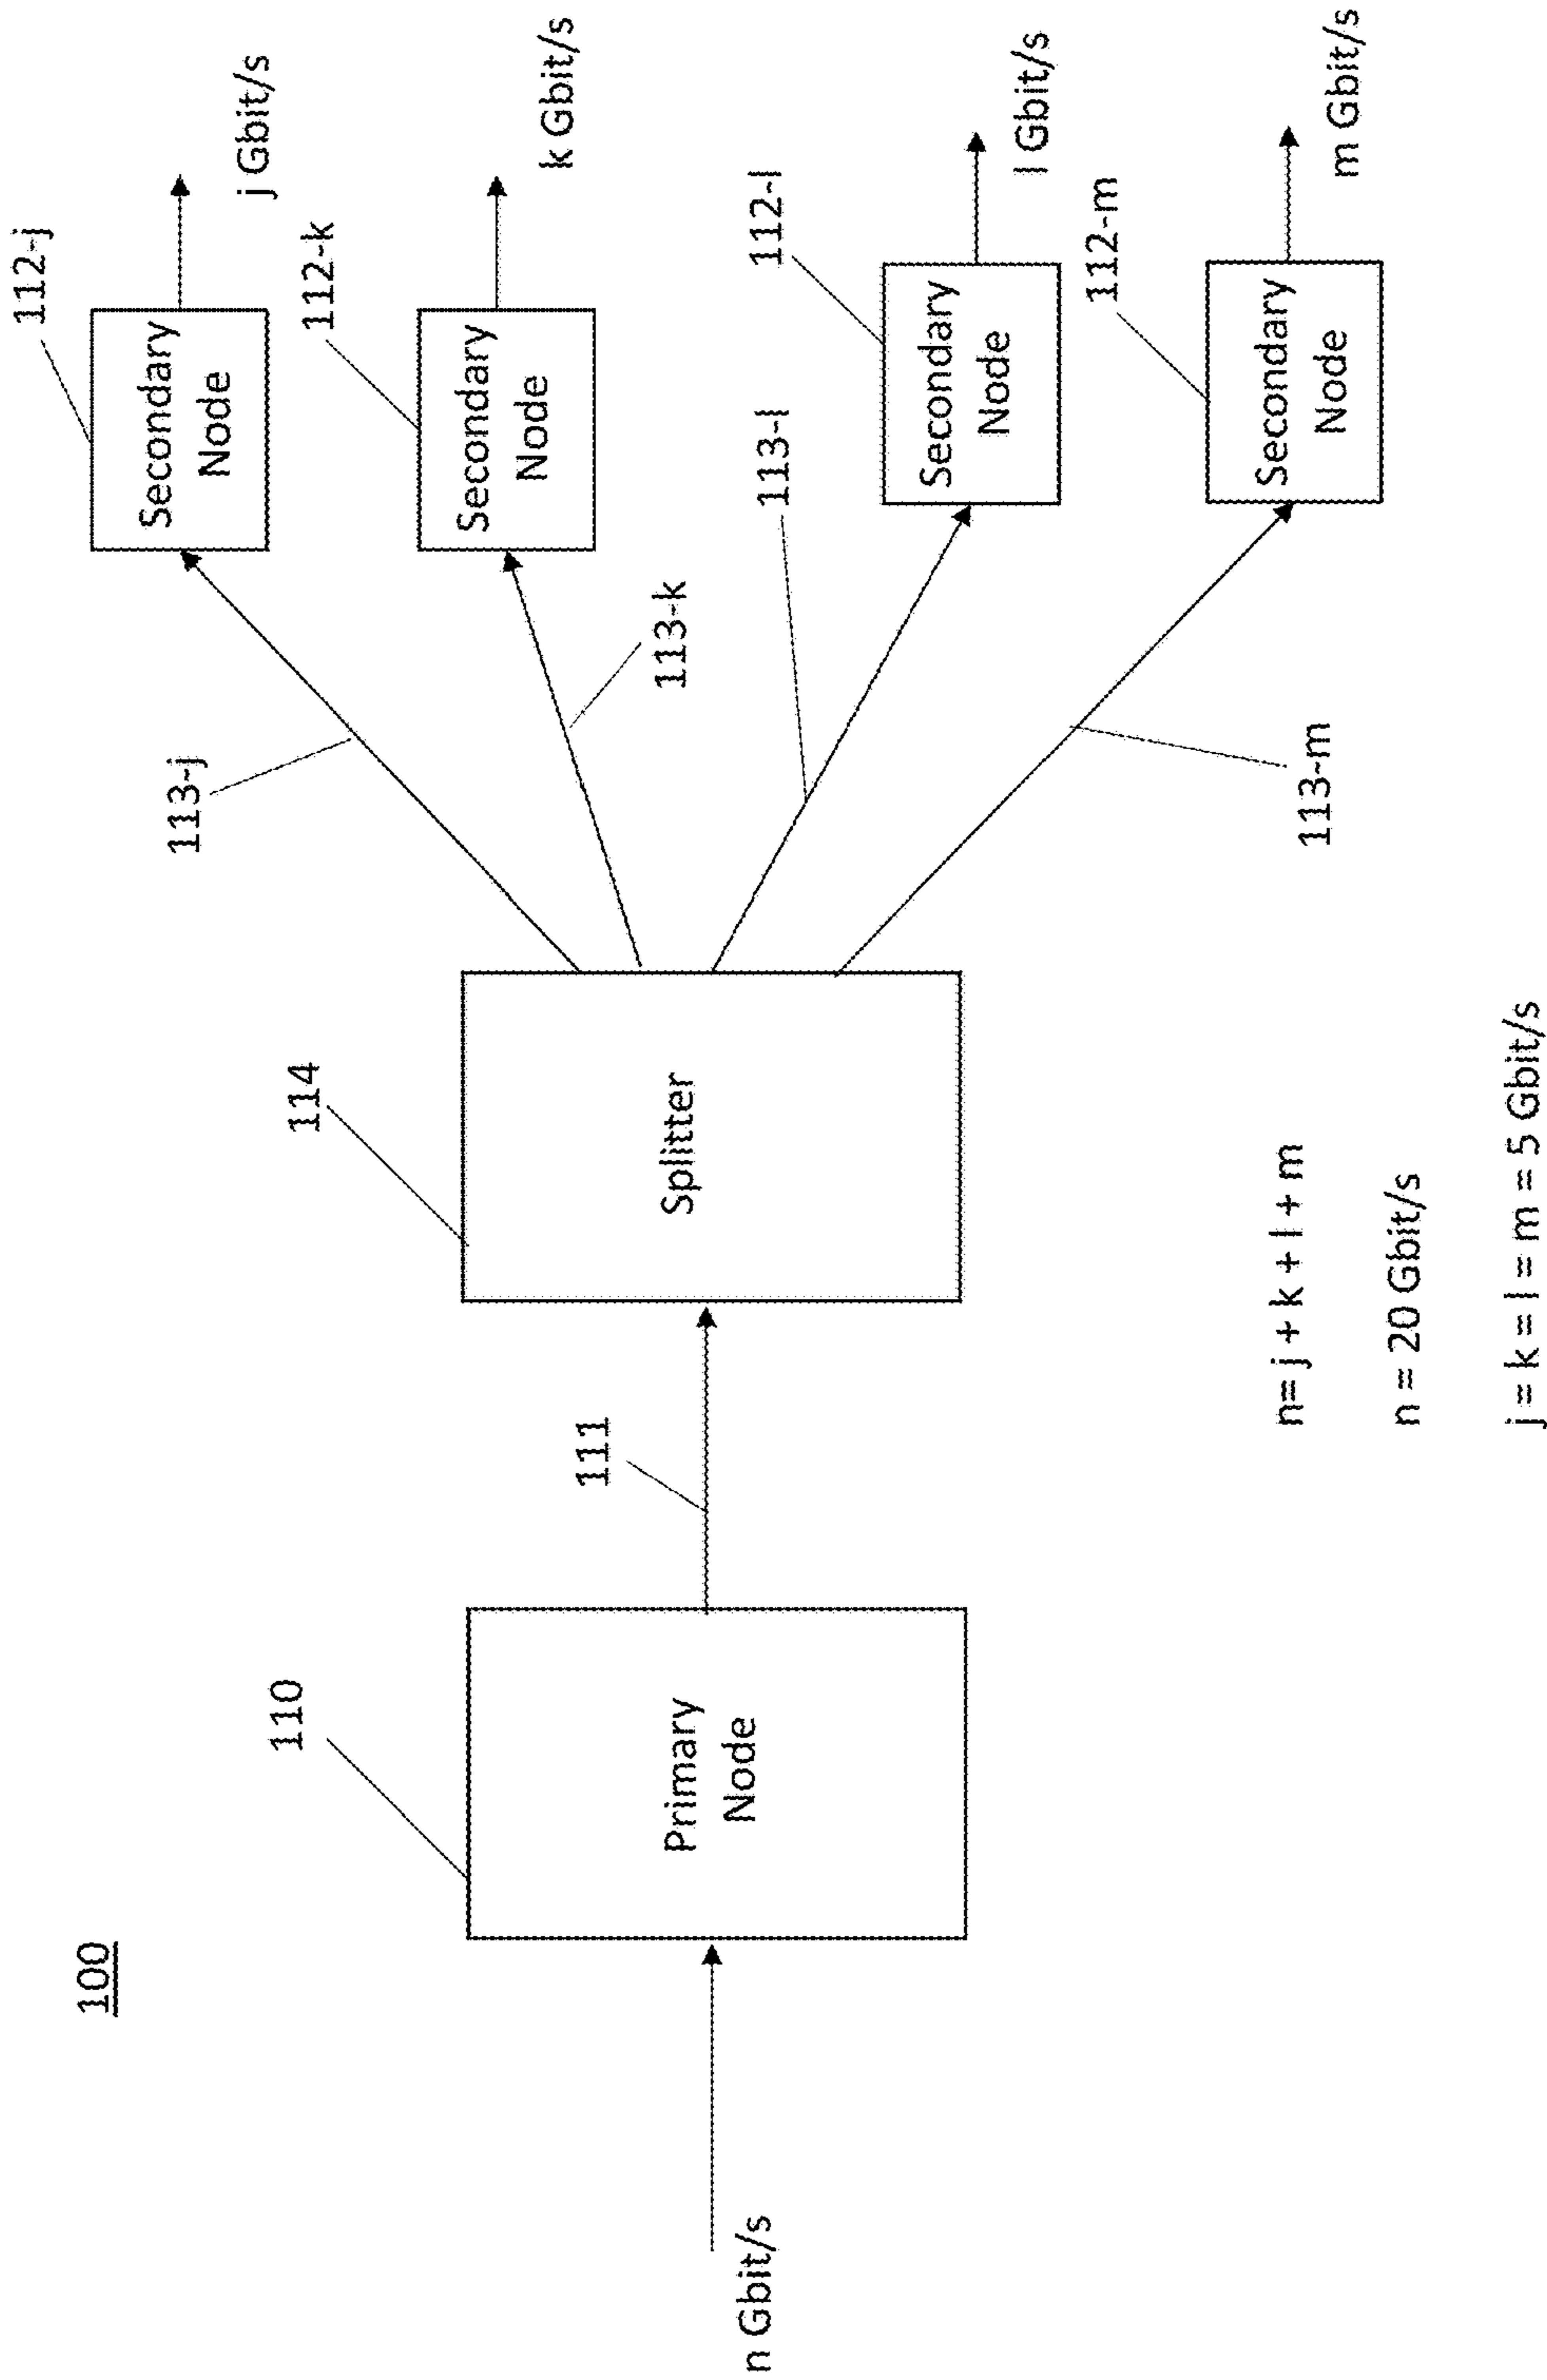 100
n Gbit/s
110
Primary
Node
111
114
Splitter
113-j
113-k
113-l
113-m
112-j
Secondary
Node
j Gbit/s
112-k
Secondary
Node
k Gbit/s
112-l
Secondary
Node
l Gbit/s
112-m
Secondary
Node
m Gbit/s
n= j + k + l + m
n = 20 Gbit/s
j = k = l = m = 5 Gbit/s